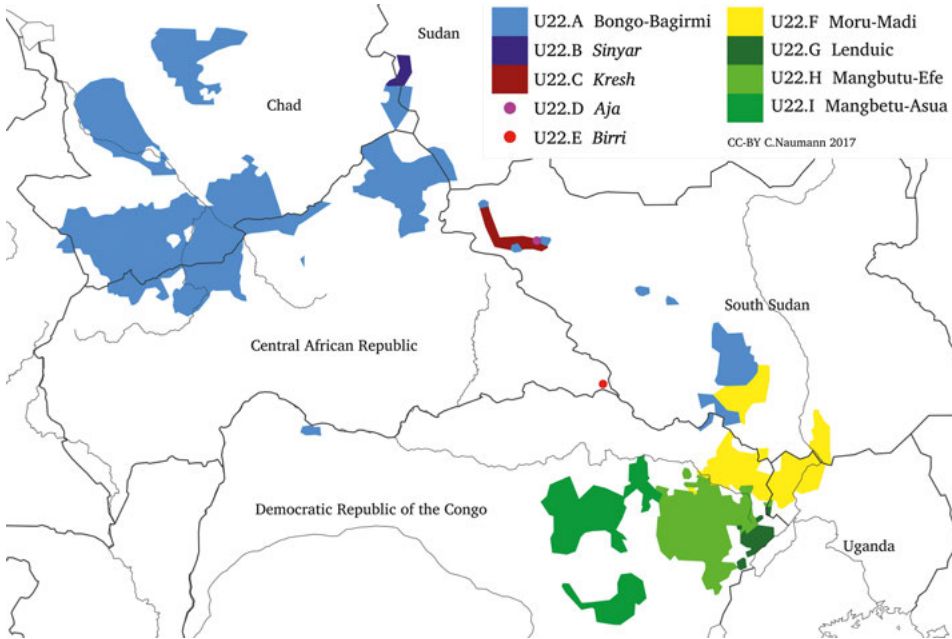 Sudan
Chad
U22.A Bongo-Bagirmi
U22.B Sinyar
U22.C Kresh
U22.D Aja
U22.E Birri
U22.F Moru-Madi
U22.G Lenduic
U22.H Mangbutu-Efe
U22.I Mangbetu-Asua
CC-BY C.Naumann 2017
South Sudan
Central African Republic
Democratic Republic of the Congo
Uganda